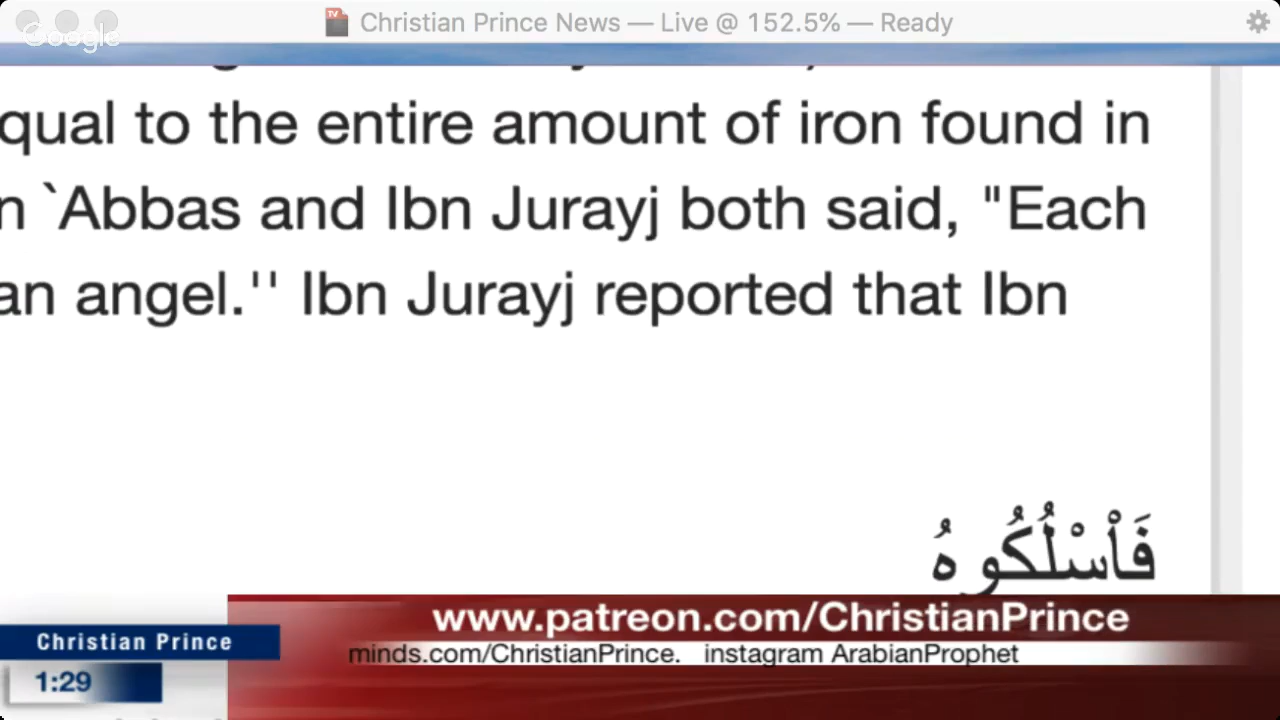 Christian Prince News — Live @ 152.5% — Ready
Google
qual to the entire amount of iron found in
n `Abbas and Ibn Jurayj both said, "Each
an angel.'' Ibn Jurayj reported that Ibn
فَاْسْلُكُوهُ
www.patreon.com/ChristianPrince
Christian Prince
minds.com/ChristianPrince. instagram ArabianProphet
1:29